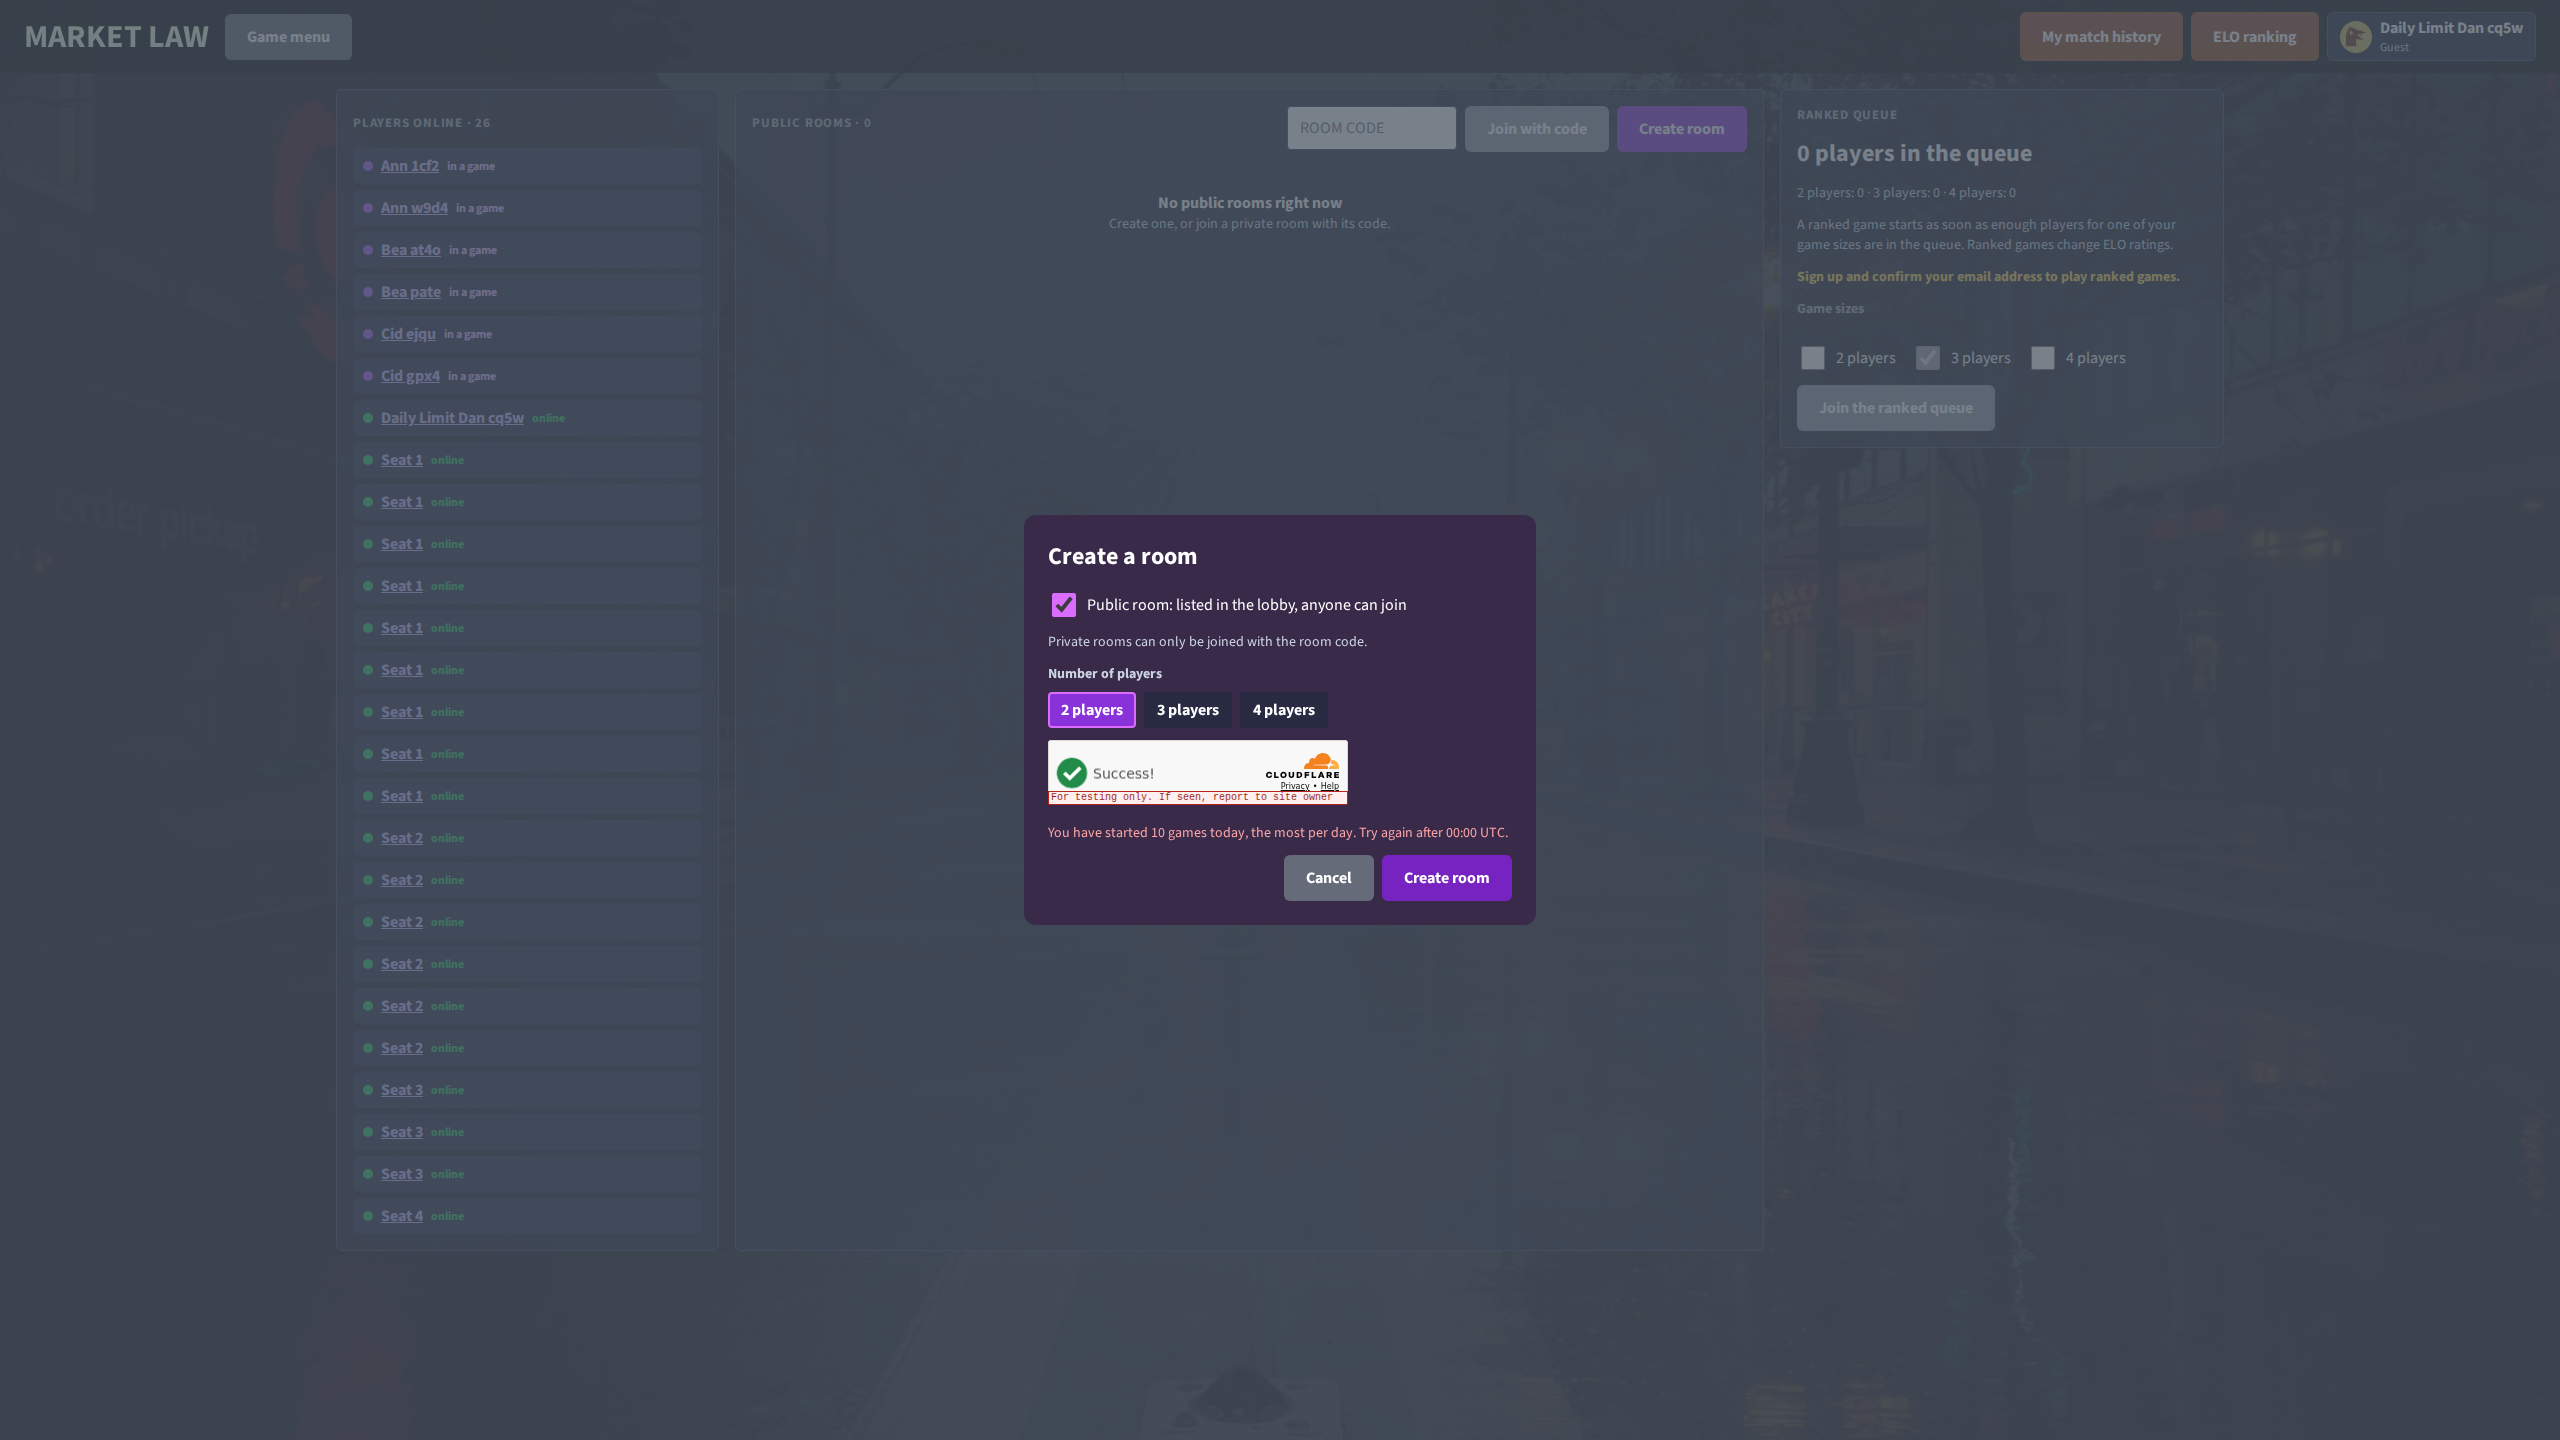 MARKET LAW
Game menu
My match history
ELO ranking
Daily Limit Dan cq5w
Guest
PLAYERS ONLINE · 26
Ann 1cf2 in a game
Ann w9d4 in a game
Bea at4o in a game
Bea pate in a game
Cid ejqu in a game
Cid gpx4 in a game
Daily Limit Dan cq5w online
Seat 1 online
Seat 1 online
Seat 1 online
Seat 1 online
Seat 1 online
Seat 1 online
Seat 1 online
Seat 1 online
Seat 1 online
Seat 2 online
Seat 2 online
Seat 2 online
Seat 2 online
Seat 2 online
Seat 2 online
Seat 3 online
Seat 3 online
Seat 3 online
Seat 4 online
PUBLIC ROOMS · 0
ROOM CODE
Join with code
Create room
No public rooms right now
Create one, or join a private room with its code.
RANKED QUEUE
0 players in the queue
2 players: 0 · 3 players: 0 · 4 players: 0
A ranked game starts as soon as enough players for one of your
game sizes are in the queue. Ranked games change ELO ratings.
Sign up and confirm your email address to play ranked games.
Game sizes
2 players
3 players
4 players
Join the ranked queue
order pickup
Create a room
Public room: listed in the lobby, anyone can join
Private rooms can only be joined with the room code.
Number of players
2 players
3 players
4 players
Success!
CLOUDFLARE
Privacy • Help
For testing only. If seen, report to site owner
You have started 10 games today, the most per day. Try again after 00:00 UTC.
Cancel
Create room